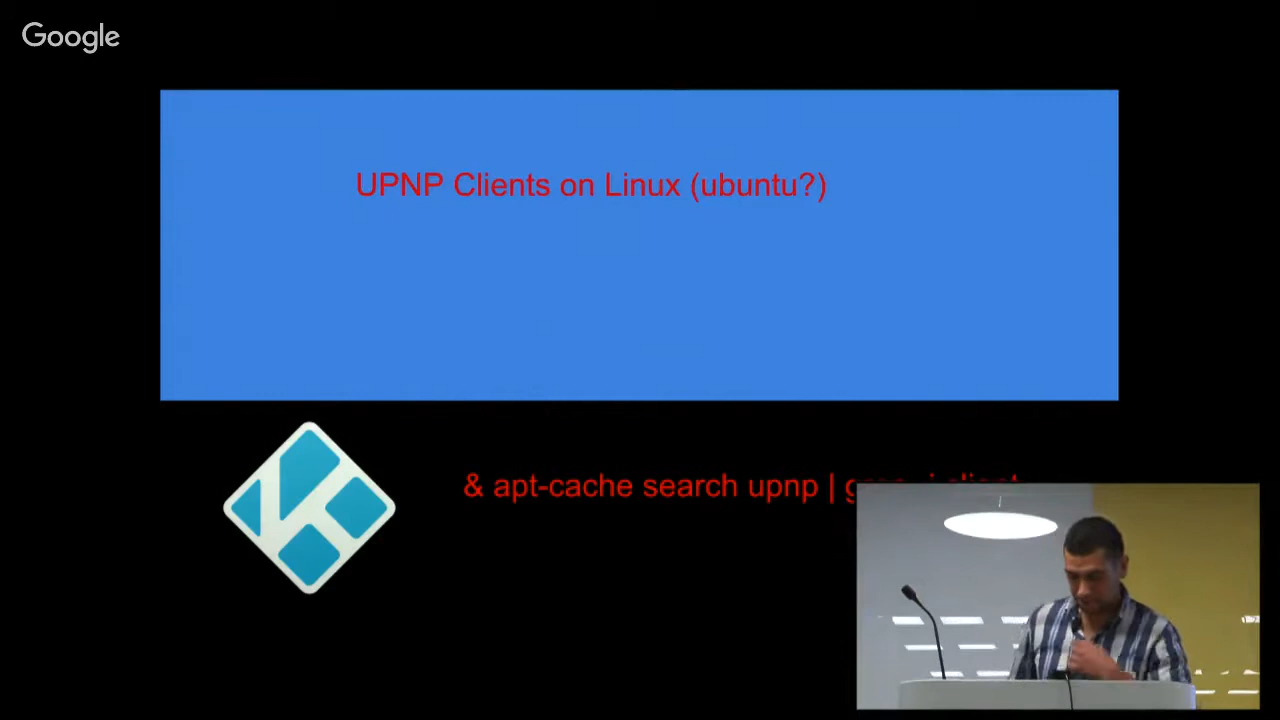 Google
UPNP Clients on Linux (ubuntu?)
& apt-cache search upnp |